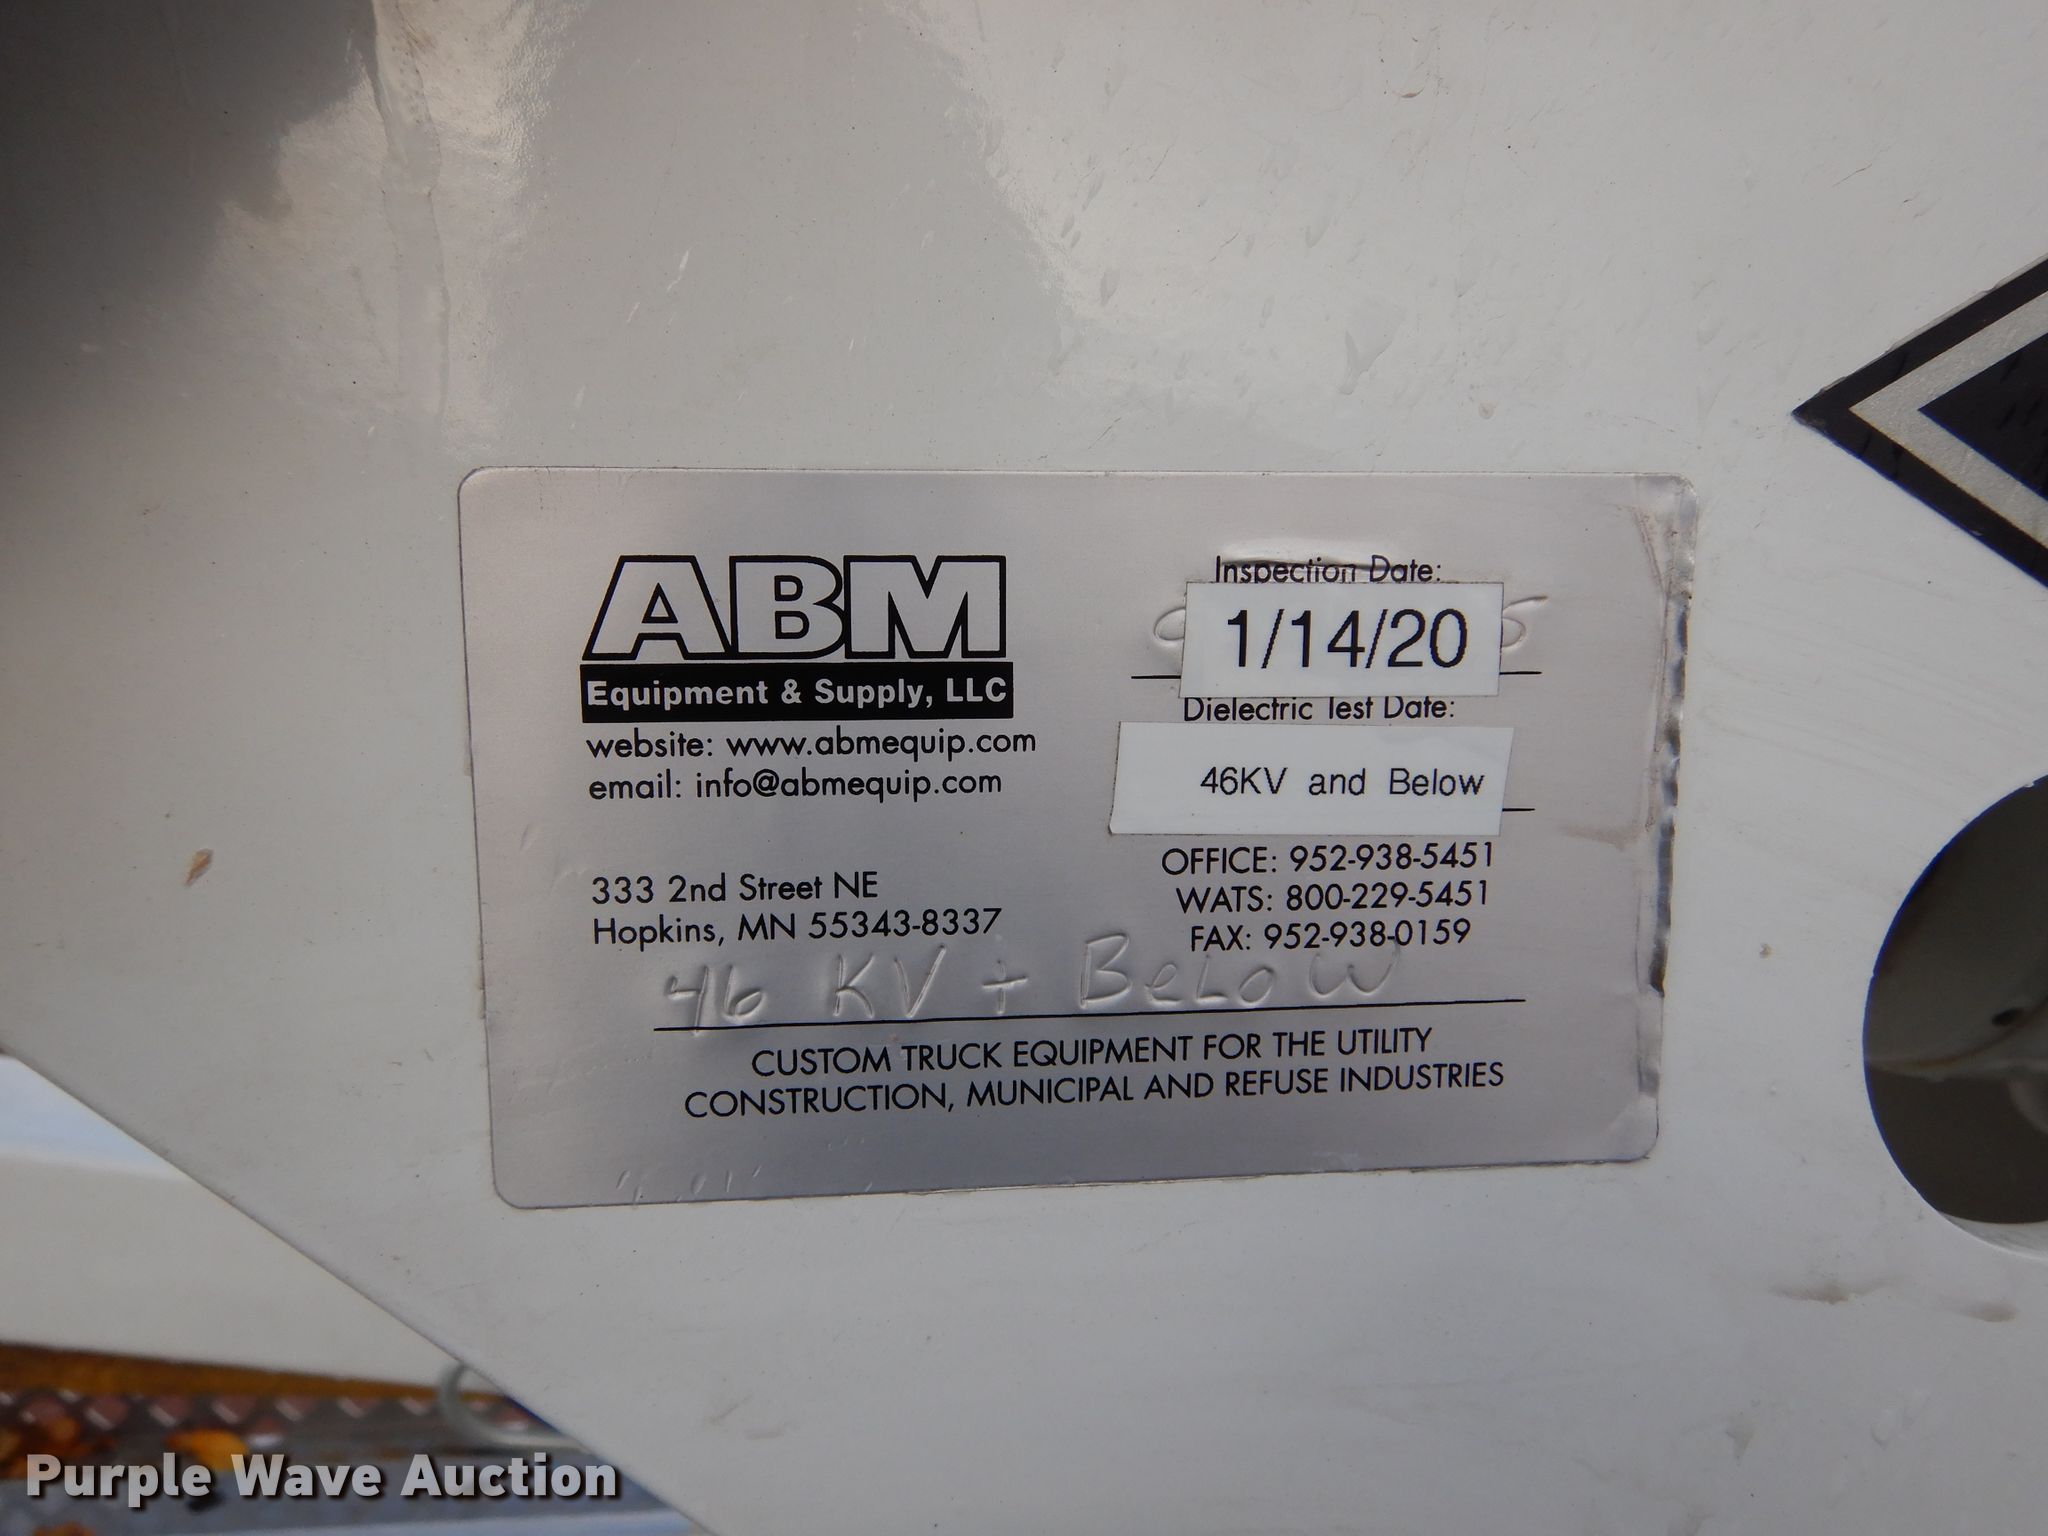 ABM
Equipment & Supply, LLC
website: www.abmequip.com
email: info@abmequip.com
333 2nd Street NE
Hopkins, MN 55343-8337
Inspection Date:
1/14/20
Dielectric Test Date:
46KV and Below
OFFICE: 952-938-5451
WATS: 800-229-5451
FAX: 952-938-0159
46 KV + BeLoW
CUSTOM TRUCK EQUIPMENT FOR THE UTILITY
CONSTRUCTION, MUNICIPAL AND REFUSE INDUSTRIES
Purple Wave Auction